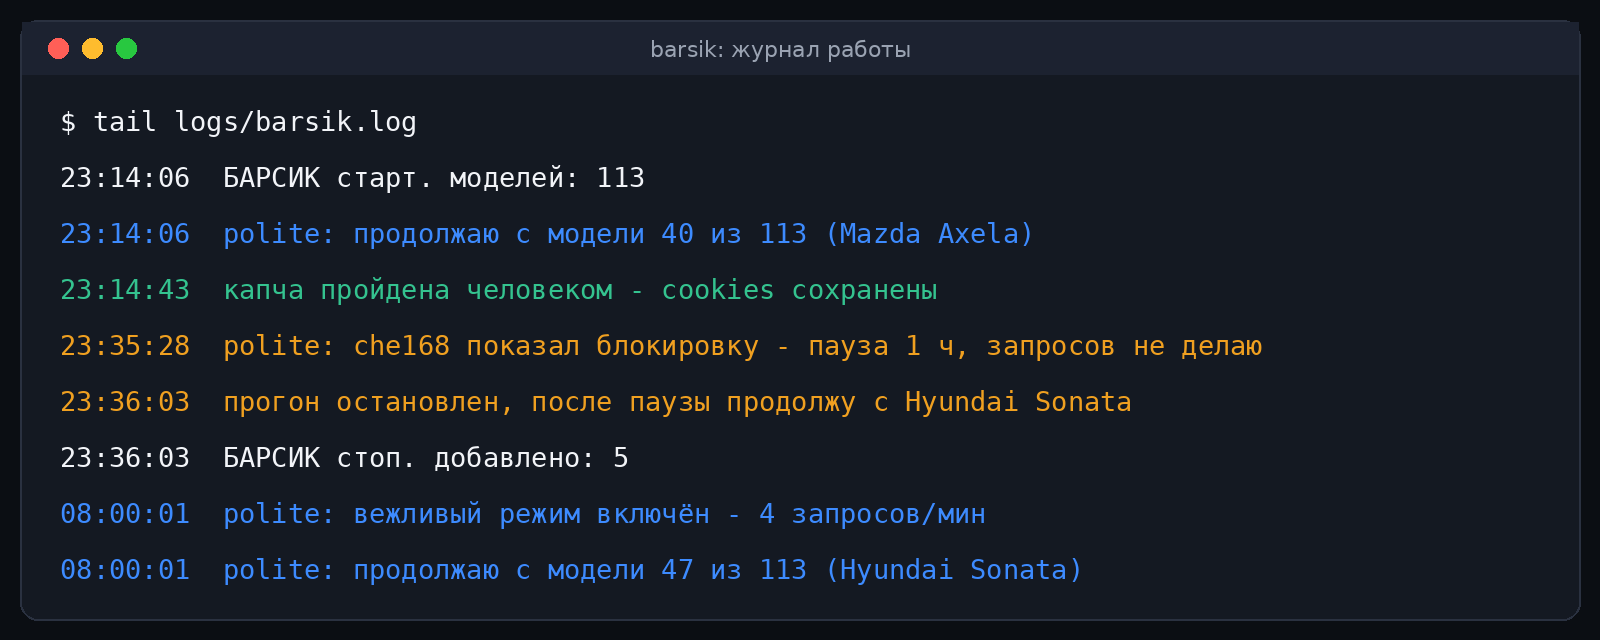 barsik: журнал работы
$ tail logs/barsik.log
23:14:06  БАРСИК старт. моделей: 113
23:14:06  polite: продолжаю с модели 40 из 113 (Mazda Axela)
23:14:43  капча пройдена человеком - cookies сохранены
23:35:28  polite: che168 показал блокировку - пауза 1 ч, запросов не делаю
23:36:03  прогон остановлен, после паузы продолжу с Hyundai Sonata
23:36:03  БАРСИК стоп. добавлено: 5
08:00:01  polite: вежливый режим включён - 4 запросов/мин
08:00:01  polite: продолжаю с модели 47 из 113 (Hyundai Sonata)